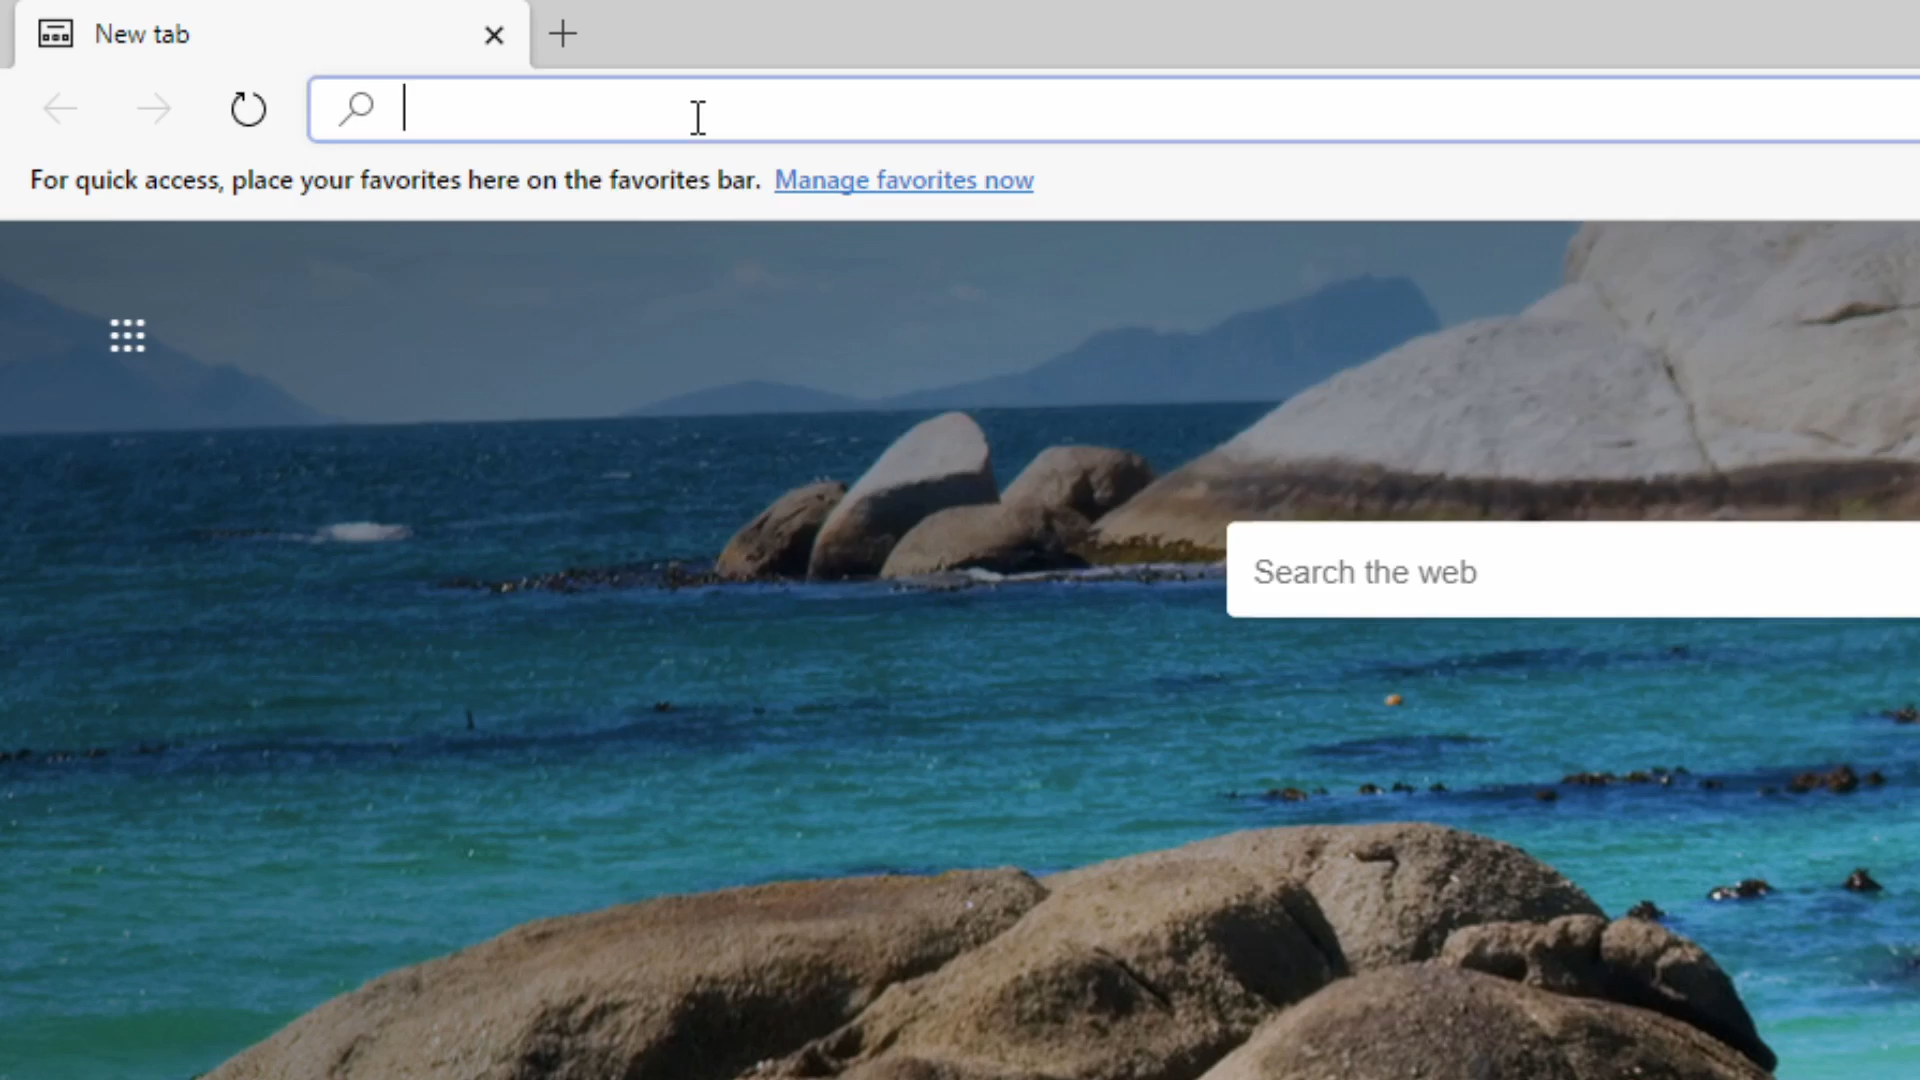 New tab
For quick access, place your favorites here on the favorites bar. Manage favorites now
Search the web